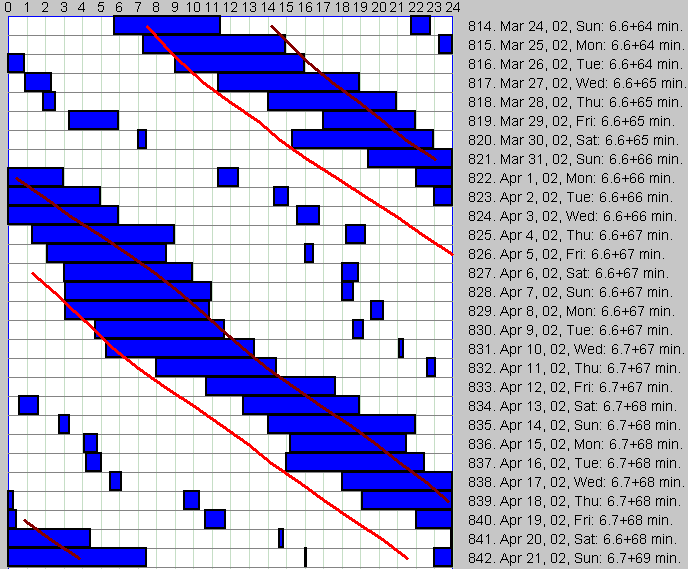 0 1 2 3 4 5 6 7 8 9 10 11 12 13 14 15 16 17 18 19 20 21 22 23 24
814. Mar 24, 02, Sun: 6.6+64 min.
815. Mar 25, 02, Mon: 6.6+64 min.
816. Mar 26, 02, Tue: 6.6+64 min.
817. Mar 27, 02, Wed: 6.6+65 min.
818. Mar 28, 02, Thu: 6.6+65 min.
819. Mar 29, 02, Fri: 6.6+65 min.
820. Mar 30, 02, Sat: 6.6+65 min.
821. Mar 31, 02, Sun: 6.6+66 min.
822. Apr 1, 02, Mon: 6.6+66 min.
823. Apr 2, 02, Tue: 6.6+66 min.
824. Apr 3, 02, Wed: 6.6+66 min.
825. Apr 4, 02, Thu: 6.6+67 min.
826. Apr 5, 02, Fri: 6.6+67 min.
827. Apr 6, 02, Sat: 6.6+67 min.
828. Apr 7, 02, Sun: 6.6+67 min.
829. Apr 8, 02, Mon: 6.6+67 min.
830. Apr 9, 02, Tue: 6.6+67 min.
831. Apr 10, 02, Wed: 6.7+67 min.
832. Apr 11, 02, Thu: 6.7+67 min.
833. Apr 12, 02, Fri: 6.7+67 min.
834. Apr 13, 02, Sat: 6.7+68 min.
835. Apr 14, 02, Sun: 6.7+68 min.
836. Apr 15, 02, Mon: 6.7+68 min.
837. Apr 16, 02, Tue: 6.7+68 min.
838. Apr 17, 02, Wed: 6.7+68 min.
839. Apr 18, 02, Thu: 6.7+68 min.
840. Apr 19, 02, Fri: 6.7+68 min.
841. Apr 20, 02, Sat: 6.6+68 min.
842. Apr 21, 02, Sun: 6.7+69 min.